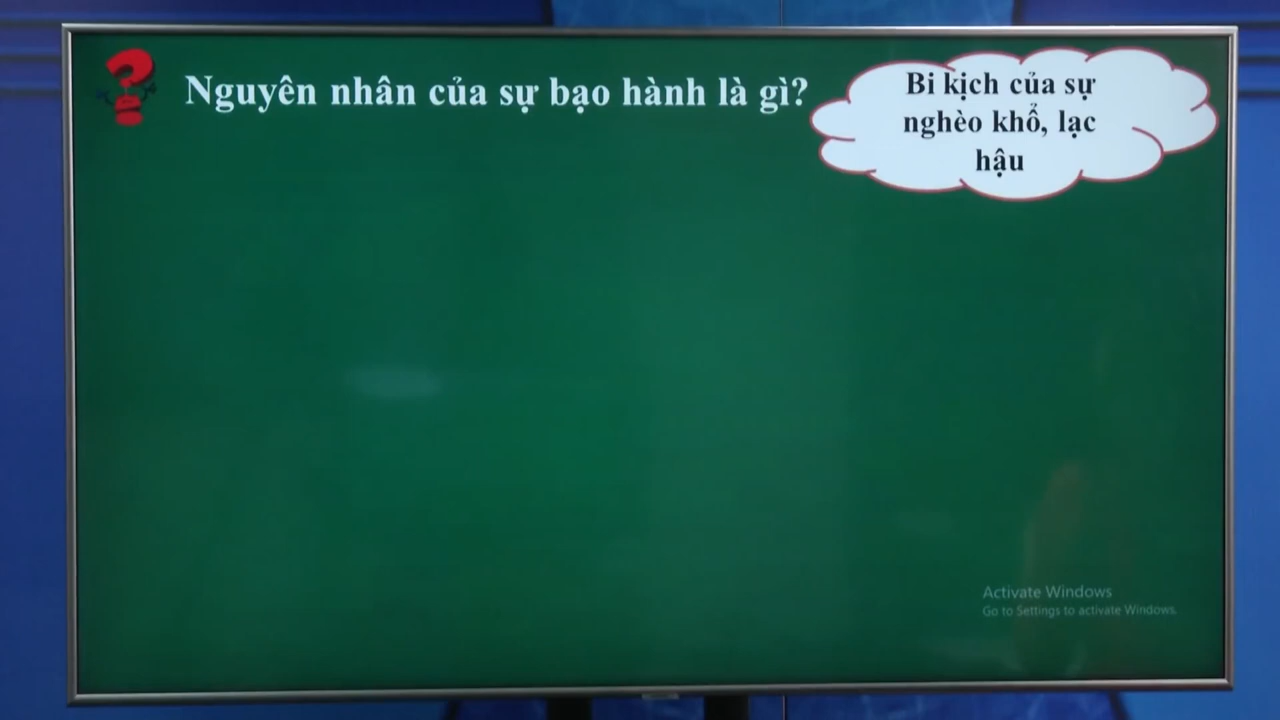 Nguyên nhân của sự bạo hành là gì?
Bi kịch của sự
nghèo khổ, lạc
hậu
Activate Windows
Go to Settings to activate Windows.